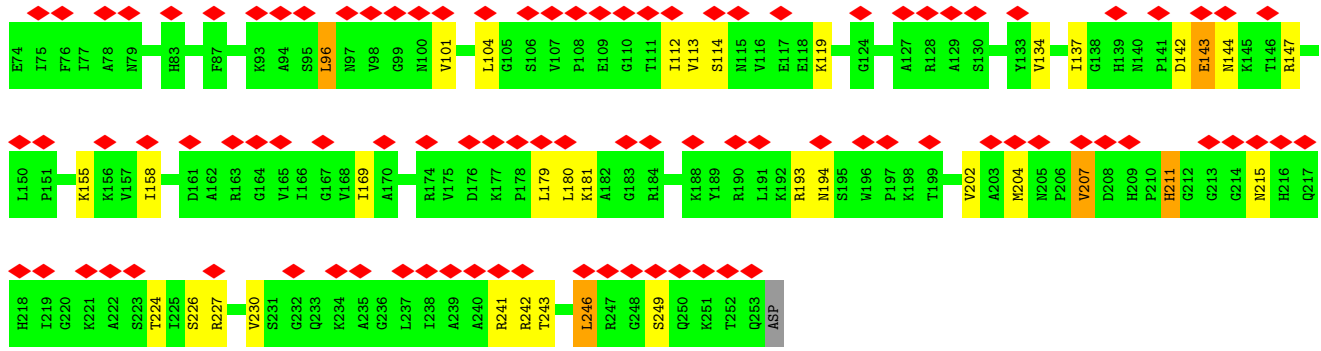 E74 I75 F76 I77 A78 N79 H83 F87 K93 A94 S95 L96 N97 V98 G99 N100 V101 L104 G105 S106 V107 P108 E109 G110 T111 I112 V113 S114 N115 V116 E117 E118 K119 G124 A127 R128 A129 S130 Y133 V134 I137 G138 H139 N140 P141 D142 E143 N144 K145 T146 R147
L150 P151 K155 K156 V157 I158 D161 A162 R163 G164 V165 I166 G167 V168 I169 A170 R174 V175 D176 K177 P178 L179 L180 K181 A182 G183 R184 K188 Y189 R190 L191 K192 R193 N194 S195 W196 P197 K198 T199 V202 A203 M204 N205 P206 V207 D208 H209 P210 H211 G212 G213 G214 N215 H216 Q217
H218 I219 G220 K221 A222 S223 T224 I225 S226 R227 V230 S231 G232 Q233 K234 A235 G236 L237 I238 A239 A240 R241 R242 T243 L246 R247 G248 S249 Q250 K251 T252 Q253 ASP